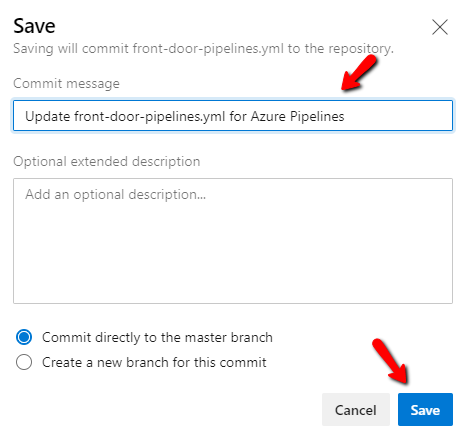 Save
Saving will commit front-door-pipelines.yml to the repository.
Commit message
Update front-door-pipelines.yml for Azure Pipelines
Optional extended description
Add an optional description...
Commit directly to the master branch
Create a new branch for this commit
Cancel
Save